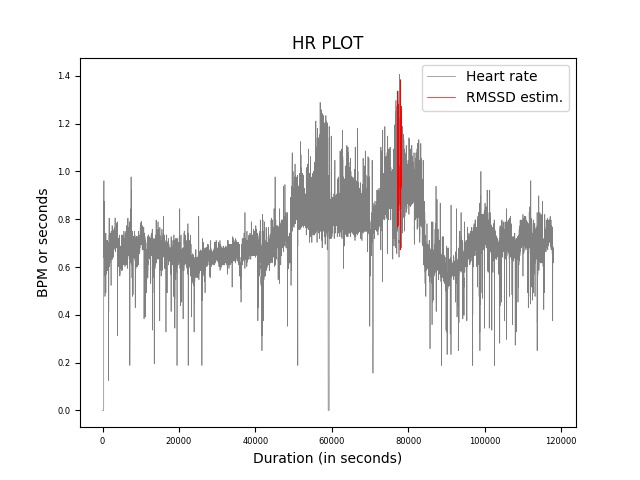 HR PLOT
Heart rate
RMSSD estim.
BPM or seconds
1.4
1.2
1.0
0.8
0.6
0.4
0.2
0.0
0 20000 40000 60000 80000 100000 120000
Duration (in seconds)